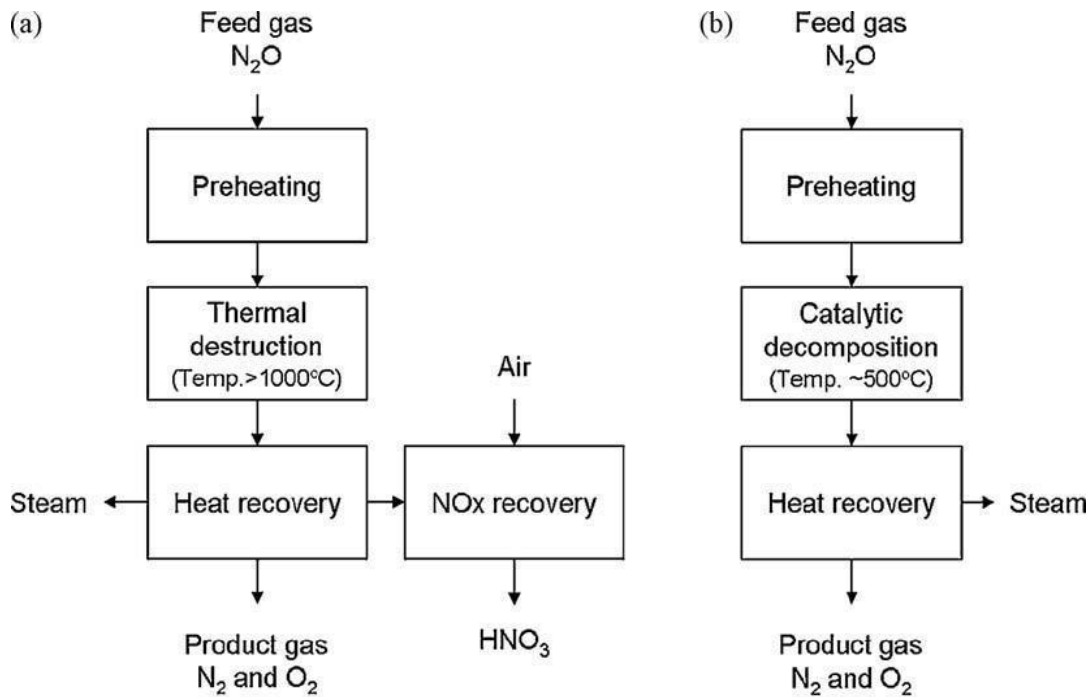 (a)
Feed gas
N₂O
Preheating
Thermal
destruction
(Temp.>1000°C)
Air
Steam
Heat recovery
NOx recovery
Product gas
N₂ and O₂
HNO₃
(b)
Feed gas
N₂O
Preheating
Catalytic
decomposition
(Temp. ~500°C)
Heat recovery
Steam
Product gas
N₂ and O₂